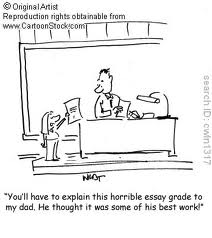 © Original Artist
Reproduction rights obtainable from
www.CartoonStock.com
search ID: cwln1317
"You'll have to explain this horrible essay grade to
my dad. He thought it was some of his best work!"